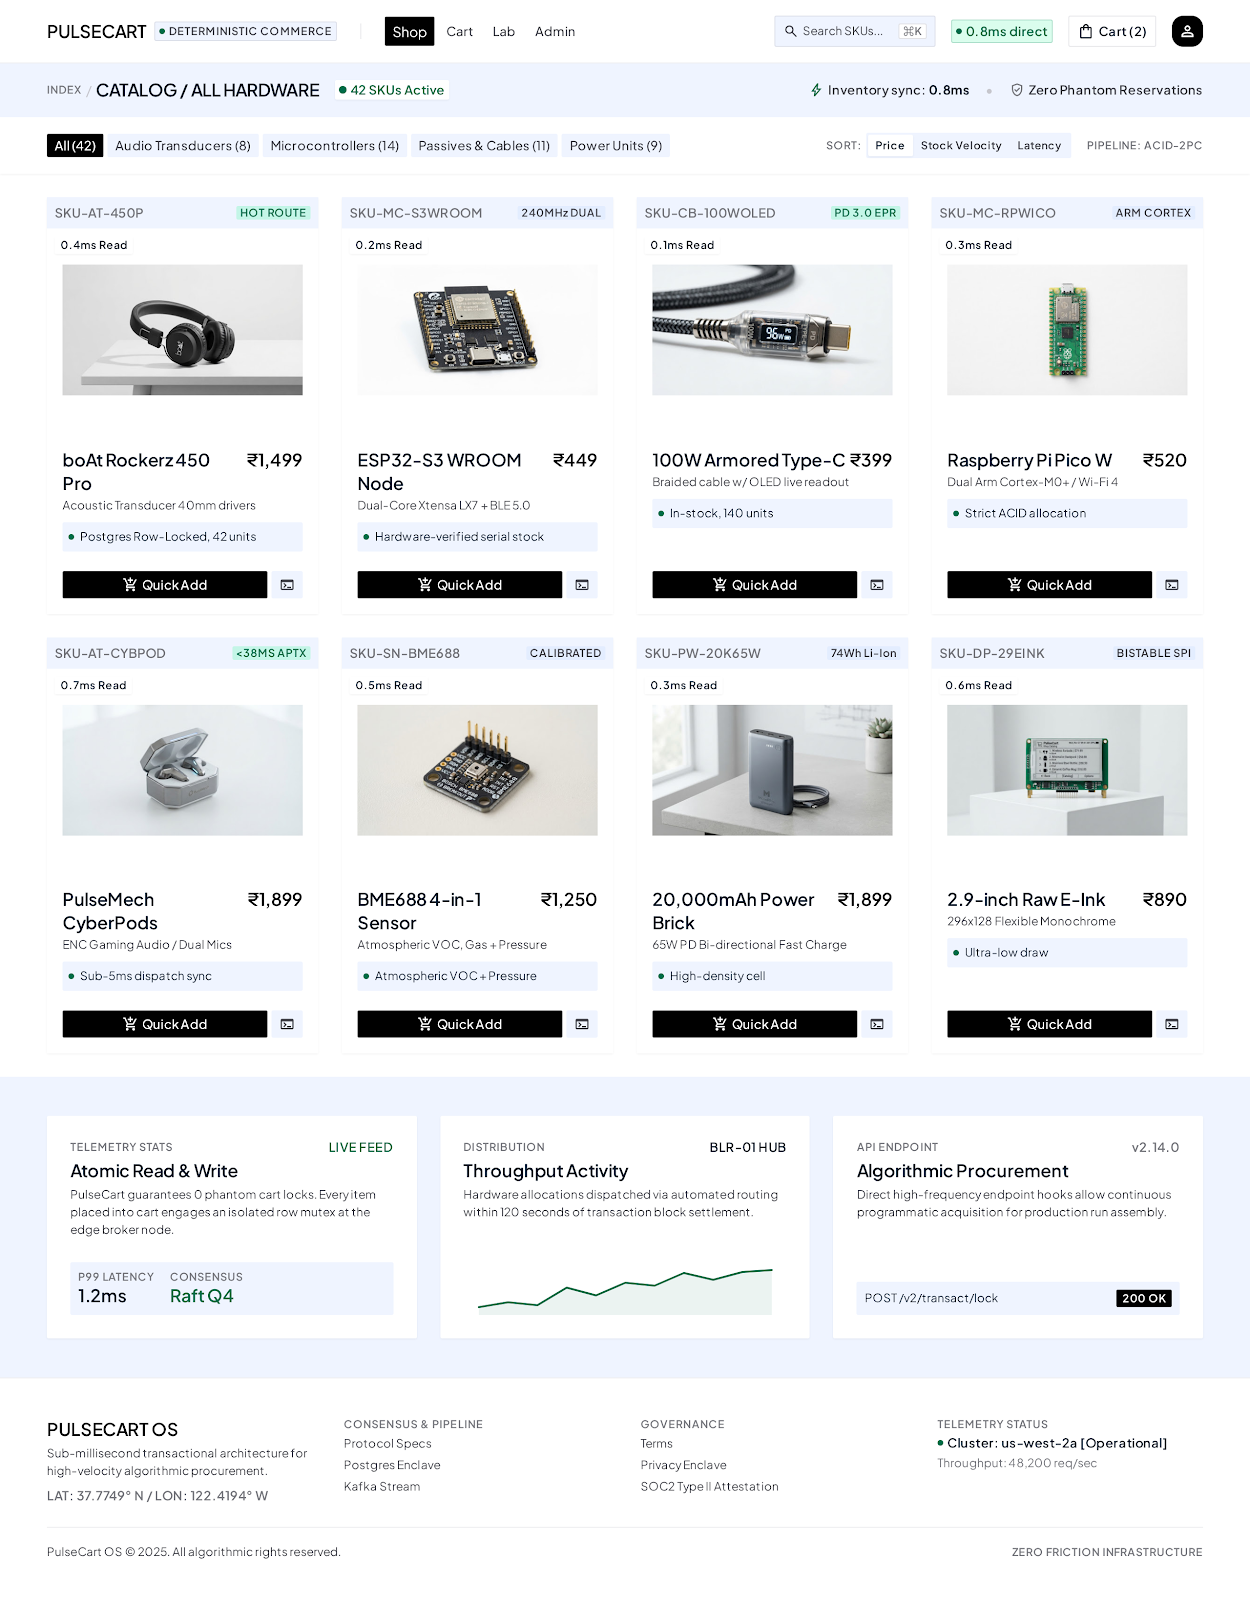 PULSECART
DETERMINISTIC COMMERCE
Shop
Cart
Lab
Admin
Search SKUs...
⌘K
0.8ms direct
Cart (2)
INDEX / CATALOG / ALL HARDWARE
42 SKUs Active
Inventory sync: 0.8ms
Zero Phantom Reservations
All (42)
Audio Transducers (8)
Microcontrollers (14)
Passives & Cables (11)
Power Units (9)
SORT:
Price
Stock Velocity
Latency
PIPELINE: ACID-2PC
SKU-AT-450P
HOT ROUTE
0.4ms Read
boAt Rockerz 450 Pro
₹1,499
Acoustic Transducer 40mm drivers
Postgres Row-Locked, 42 units
Quick Add
SKU-MC-S3WROOM
240MHz DUAL
0.2ms Read
ESP32-S3 WROOM Node
₹449
Dual-Core Xtensa LX7 + BLE 5.0
Hardware-verified serial stock
Quick Add
SKU-CB-100WOLED
PD 3.0 EPR
0.1ms Read
96W
PD
100W Armored Type-C
₹399
Braided cable w/ OLED live readout
In-stock, 140 units
Quick Add
SKU-MC-RPWICO
ARM CORTEX
0.3ms Read
Raspberry Pi Pico W
₹520
Dual Arm Cortex-M0+ / Wi-Fi 4
Strict ACID allocation
Quick Add
SKU-AT-CYBPOD
<38MS APTX
0.7ms Read
PulseMech CyberPods
₹1,899
ENC Gaming Audio / Dual Mics
Sub-5ms dispatch sync
Quick Add
SKU-SN-BME688
CALIBRATED
0.5ms Read
BME688 4-in-1 Sensor
₹1,250
Atmospheric VOC, Gas + Pressure
Atmospheric VOC + Pressure
Quick Add
SKU-PW-20K65W
74Wh Li-Ion
0.3ms Read
20,000mAh Power Brick
₹1,899
65W PD Bi-directional Fast Charge
High-density cell
Quick Add
SKU-DP-29EINK
BISTABLE SPI
0.6ms Read
2.9-inch Raw E-Ink
₹890
296x128 Flexible Monochrome
Ultra-low draw
Quick Add
TELEMETRY STATS
LIVE FEED
Atomic Read & Write
PulseCart guarantees 0 phantom cart locks. Every item
placed into cart engages an isolated row mutex at the
edge broker node.
P99 LATENCY
1.2ms
CONSENSUS
Raft Q4
DISTRIBUTION
BLR-01 HUB
Throughput Activity
Hardware allocations dispatched via automated routing
within 120 seconds of transaction block settlement.
API ENDPOINT
v2.14.0
Algorithmic Procurement
Direct high-frequency endpoint hooks allow continuous
programmatic acquisition for production run assembly.
POST /v2/transact/lock
200 OK
PULSECART OS
Sub-millisecond transactional architecture for
high-velocity algorithmic procurement.
LAT: 37.7749° N / LON: 122.4194° W
CONSENSUS & PIPELINE
Protocol Specs
Postgres Enclave
Kafka Stream
GOVERNANCE
Terms
Privacy Enclave
SOC2 Type II Attestation
TELEMETRY STATUS
Cluster: us-west-2a [Operational]
Throughput: 48,200 req/sec
PulseCart OS © 2025. All algorithmic rights reserved.
ZERO FRICTION INFRASTRUCTURE